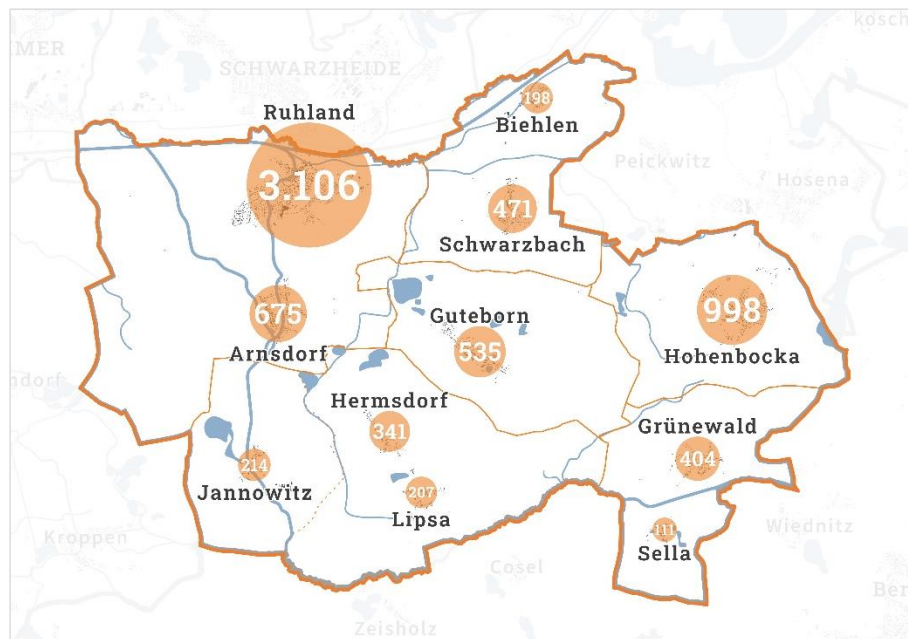 kosch
MER
SCHWARZHEIDE
198
Ruhland
Biehlen
Peickwitz
3.106
Hosena
471
Schwarzbach
675
Guteborn
998
Arnsdorf
535
Hohenbocka
ndorf
Hermsdorf
341
Grünewald
404
214
Jannowitz
207
Lipsa
111
Wiednitz
Kroppen
Sella
Cosel
Ber
Zeisholz